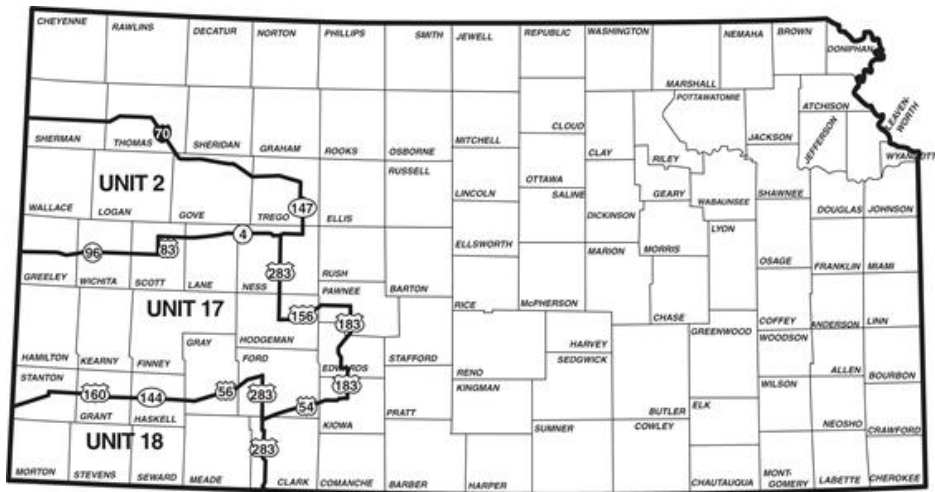 CHEYENNE
RAWLINS
DECATUR
NORTON
PHILLIPS
SMITH
JEWELL
REPUBLIC
WASHINGTON
MARSHALL
NEMAHA
BROWN
DONIPHAN
SHERMAN
THOMAS
70
SHERIDAN
GRAHAM
ROOKS
OSBORNE
MITCHELL
CLOUD
CLAY
RILEY
POTTAWATOMIE
JACKSON
ATCHISON
JEFFERSON
LEAVEN-
WORTH
WYANDOTT
UNIT 2
WALLACE
LOGAN
GOVE
TREGO
147
ELLIS
RUSSELL
LINCOLN
OTTAWA
SALINE
DICKINSON
GEARY
WABAUNSEE
SHAWNEE
DOUGLAS
JOHNSON
96
83
4
283
GREELEY
WICHITA
SCOTT
LANE
NESS
RUSH
BARTON
ELLSWORTH
RICE
McPHERSON
MARION
MORRIS
CHASE
LYON
OSAGE
FRANKLIN
MIAMI
UNIT 17
156
PAWNEE
183
HAMILTON
KEARNY
FINNEY
GRAY
HODGEMAN
FORD
EDWARDS
183
STAFFORD
RENO
HARVEY
SEDGWICK
GREENWOOD
COFFEY
WOODSON
ANDERSON
LINN
ALLEN
BOURBON
STANTON
160
GRANT
144
HASKELL
56
283
54
KIOWA
PRATT
KINGMAN
BUTLER
ELK
WILSON
NEOSHO
CRAWFORD
UNIT 18
283
MORTON
STEVENS
SEWARD
MEADE
CLARK
COMANCHE
BARBER
HARPER
SUMNER
COWLEY
CHAUTAUQUA
MONT-
GOMERY
LABETTE
CHEROKEE